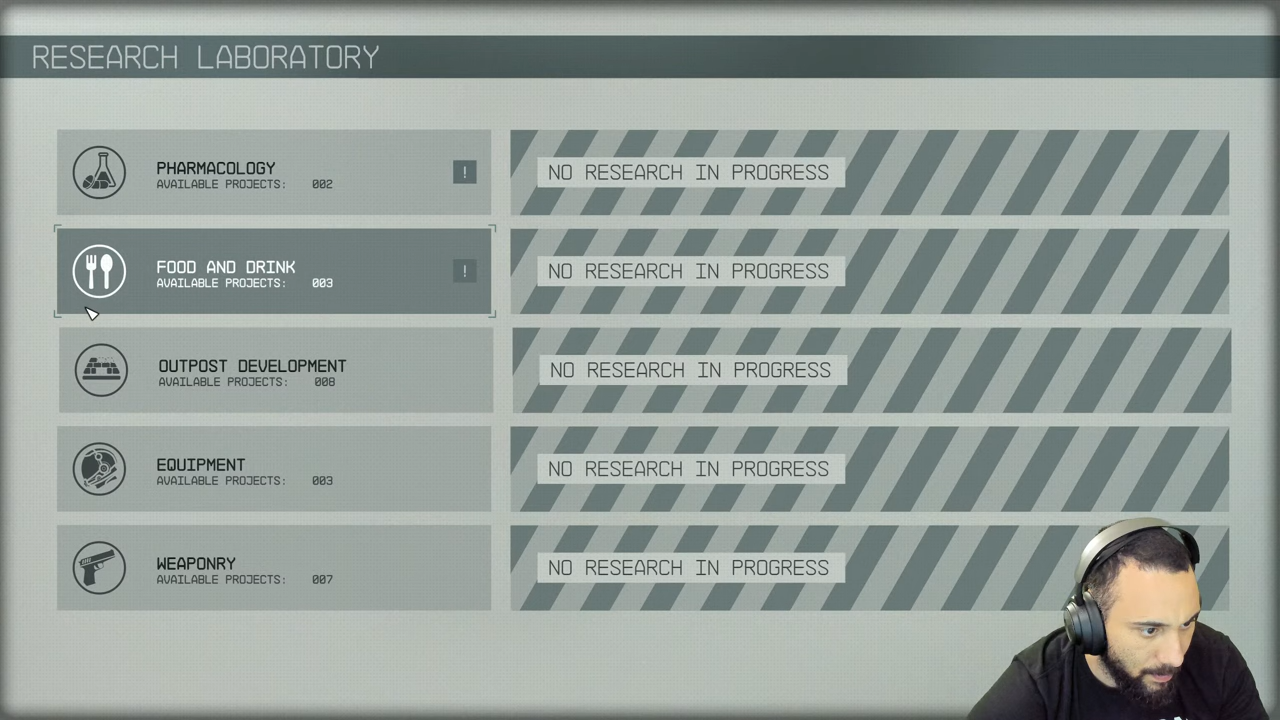 RESEARCH LABORATORY
PHARMACOLOGY
AVAILABLE PROJECTS: 002
!
NO RESEARCH IN PROGRESS
FOOD AND DRINK
AVAILABLE PROJECTS: 003
!
NO RESEARCH IN PROGRESS
OUTPOST DEVELOPMENT
AVAILABLE PROJECTS: 008
NO RESEARCH IN PROGRESS
EQUIPMENT
AVAILABLE PROJECTS: 003
NO RESEARCH IN PROGRESS
WEAPONRY
AVAILABLE PROJECTS: 007
NO RESEARCH IN PROGRESS